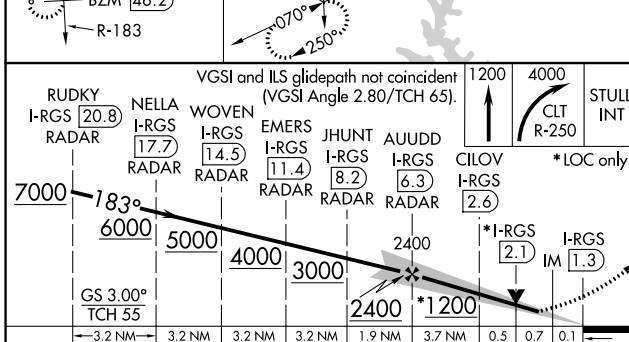 BZM 46.2
R-183
070°
250°
VGSI and ILS glidepath not coincident
(VGSI Angle 2.80/TCH 65).
1200
4000
CLT
R-250
STULL
INT
RUDKY
I-RGS 20.8
RADAR
NELLA
I-RGS
17.7
RADAR
WOVEN
I-RGS
14.5
RADAR
EMERS
I-RGS
11.4
RADAR
JHUNT
I-RGS
8.2
RADAR
AUUDD
I-RGS
6.3
RADAR
CILOV
I-RGS
2.6
*LOC only
*I-RGS
2.1
IM
I-RGS
1.3
7000
183°
6000
5000
4000
3000
2400
2400
*1200
GS 3.00°
TCH 55
3.2 NM
3.2 NM
3.2 NM
3.2 NM
1.9 NM
3.7 NM
0.5
0.7
0.1